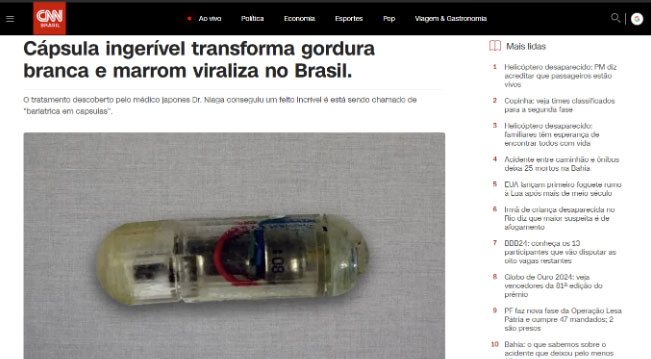 CNN
BRASIL
Ao vivo Política Economia Esportes Pop Viagem & Gastronomia
G
Cápsula ingerível transforma gordura
branca e marrom viraliza no Brasil.
O tratamento descoberto pelo médico japones Dr. Niaga conseguiu um feito incrivel é está sendo chamado de
"bariatrica em capsulas".
108
Mais lidas
1 Helicóptero desaparecido: PM diz
acreditar que passageiros estão
vivos
2 Copinha: veja times classificados
para a segunda fase
3 Helicóptero desaparecido:
familiares têm esperança de
encontrar todos com vida
4 Acidente entre caminhão e ônibus
deixa 25 mortos na Bahia
5 EUA lançam primeiro foguete rumo
à Lua após mais de meio século
6 Irmã de criança desaparecida no
Rio diz que maior suspeita é de
afogamento
7 BBB24: conheça os 13
participantes que vão disputar as
oito vagas restantes
8 Globo de Ouro 2024: veja
vencedores da 81ª edição do
prêmio
9 PF faz nova fase da Operação Lesa
Pátria e cumpre 47 mandados; 2
são presos
10 Bahia: o que sabemos sobre o
acidente que deixou pelo menos